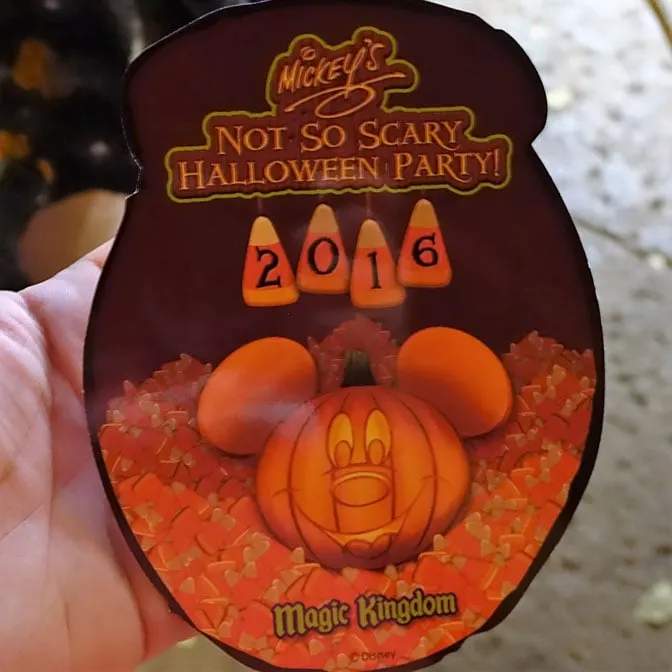 MICKEY'S
NOT·SO SCARY
HALLOWEEN PARTY!
2016
Magic Kingdom
© DISNEY